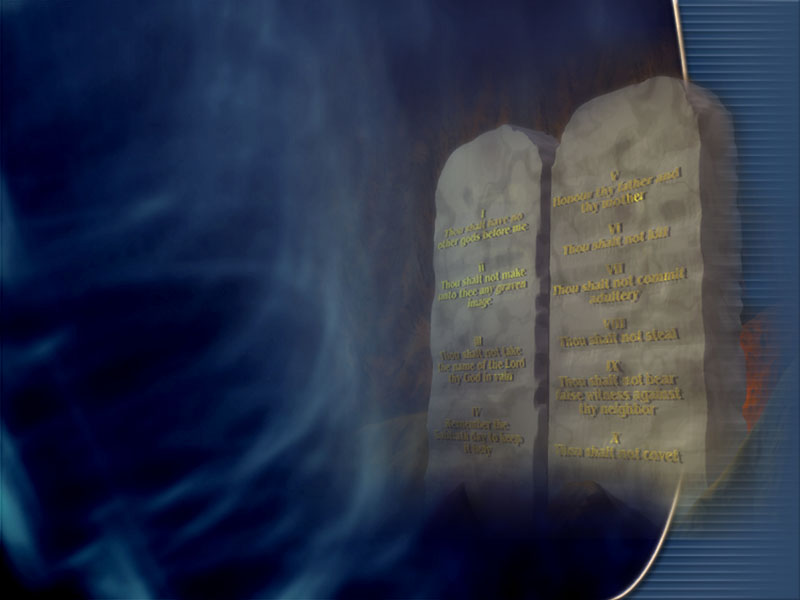 I
Thou shalt have no
other gods before me
II
Thou shalt not make
unto thee any graven
image
III
Thou shalt not take
the name of the Lord
thy God in vain
IV
Remember the
Sabbath day to keep
it holy
V
Honour thy father and
thy mother
VI
Thou shalt not kill
VII
Thou shalt not commit
adultery
VIII
Thou shalt not steal
IX
Thou shalt not bear
false witness against
thy neighbor
X
Thou shalt not covet